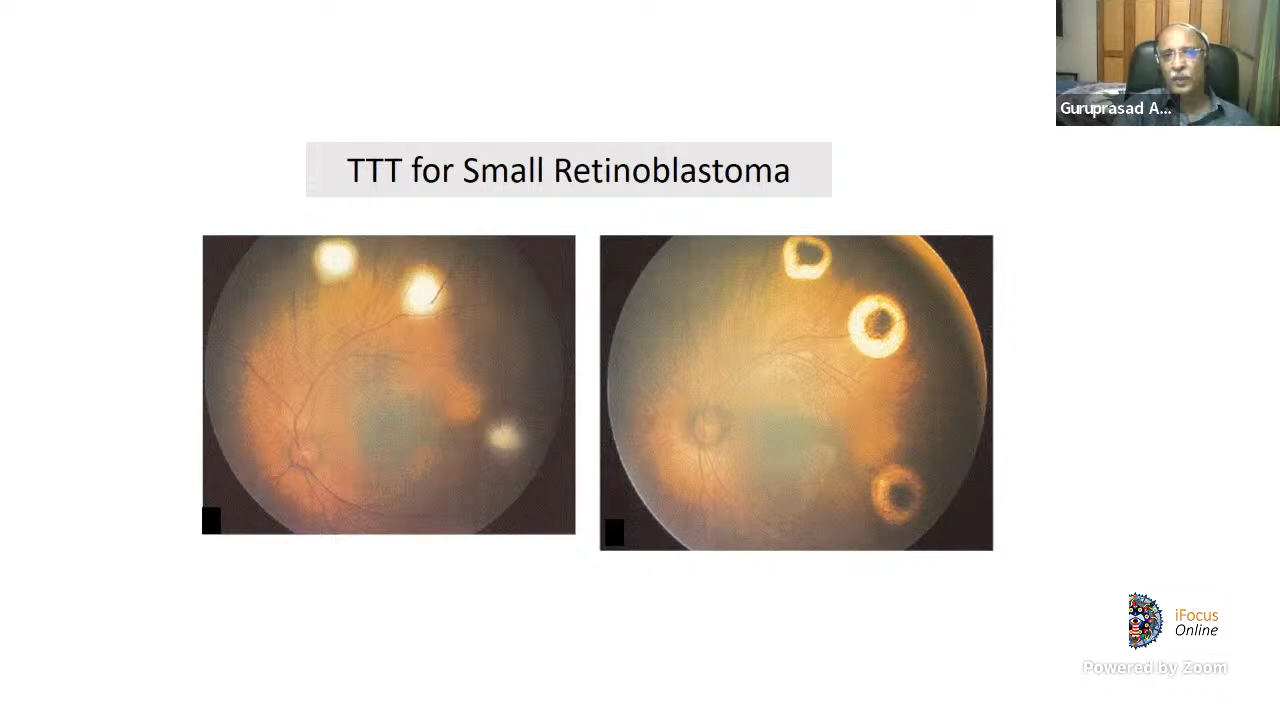 Guruprasad A...
TTT for Small Retinoblastoma
iFocus
Online
Powered by Zoom